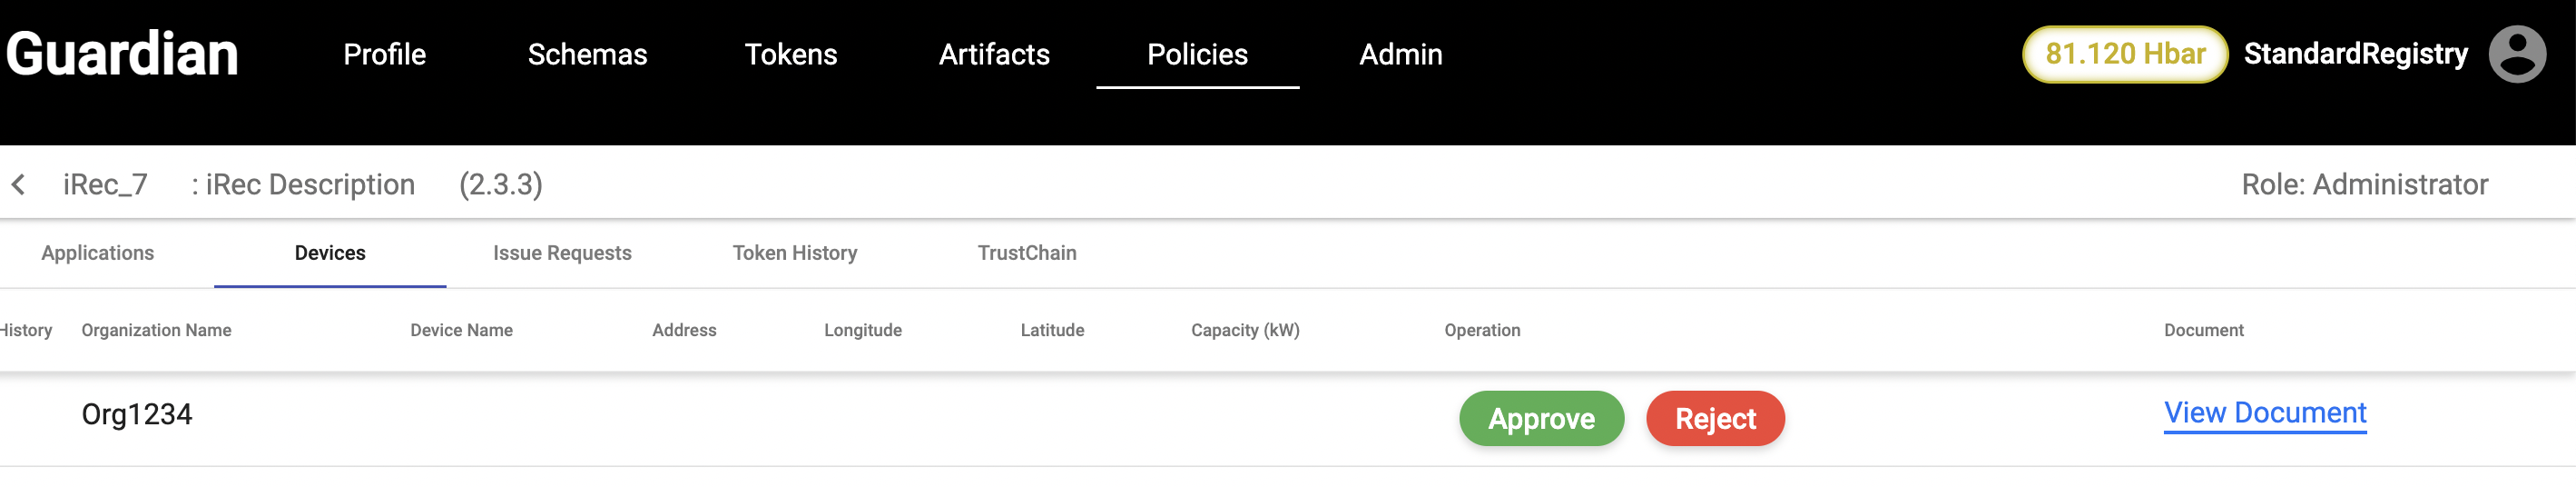 Guardian Profile Schemas Tokens Artifacts Policies Admin 81.120 Hbar StandardRegistry
iRec_7 : iRec Description (2.3.3) Role: Administrator
Applications Devices Issue Requests Token History TrustChain
History Organization Name Device Name Address Longitude Latitude Capacity (kW) Operation Document
Org1234 Approve Reject View Document